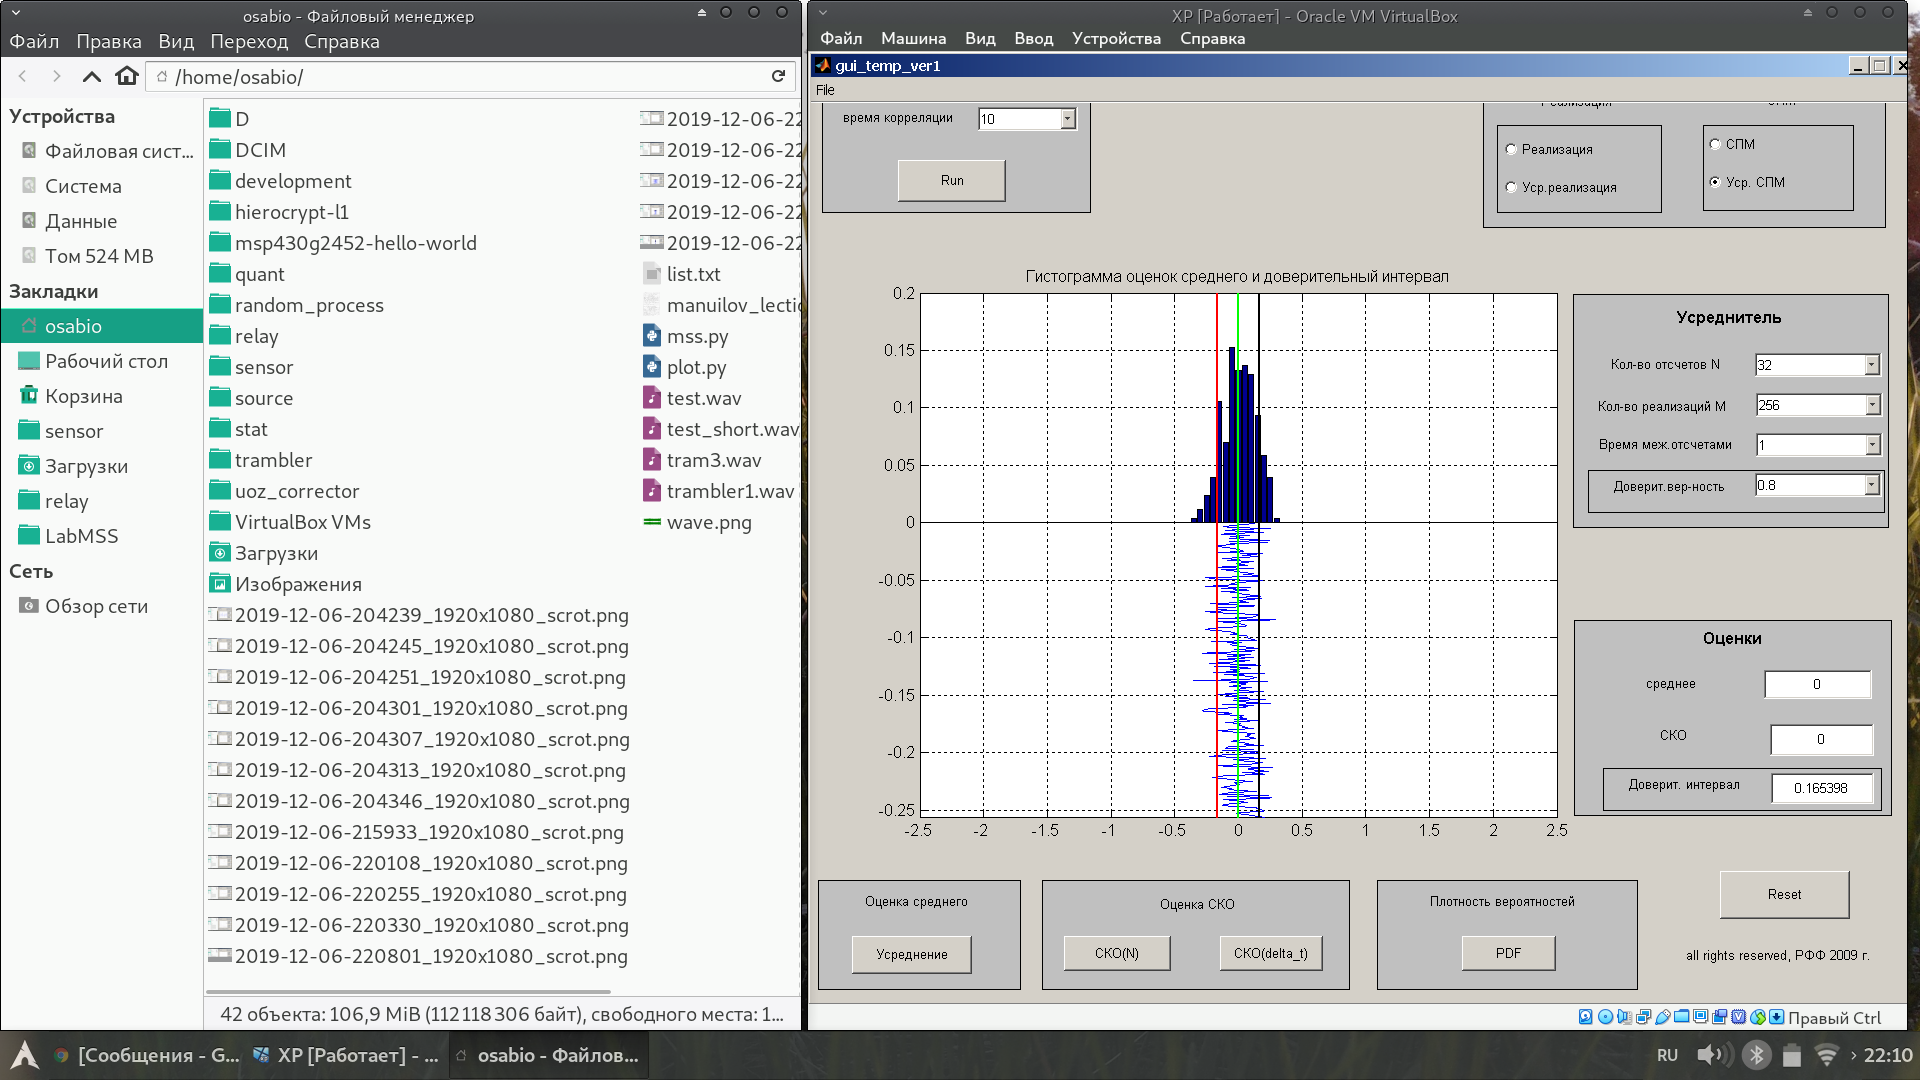 osabio - Файловый менеджер
Файл Правка Вид Переход Справка
/home/osabio/
Устройства
Файловая сист...
Система
Данные
Том 524 MB
Закладки
osabio
Рабочий стол
Корзина
sensor
Загрузки
relay
LabMSS
Сеть
Обзор сети
D
DCIM
development
hierocrypt-l1
msp430g2452-hello-world
quant
random_process
relay
sensor
source
stat
trambler
uoz_corrector
VirtualBox VMs
Загрузки
Изображения
2019-12-06-204239_1920x1080_scrot.png
2019-12-06-204245_1920x1080_scrot.png
2019-12-06-204251_1920x1080_scrot.png
2019-12-06-204301_1920x1080_scrot.png
2019-12-06-204307_1920x1080_scrot.png
2019-12-06-204313_1920x1080_scrot.png
2019-12-06-204346_1920x1080_scrot.png
2019-12-06-215933_1920x1080_scrot.png
2019-12-06-220108_1920x1080_scrot.png
2019-12-06-220255_1920x1080_scrot.png
2019-12-06-220330_1920x1080_scrot.png
2019-12-06-220801_1920x1080_scrot.png
2019-12-06-22
2019-12-06-22
2019-12-06-22
2019-12-06-22
2019-12-06-22
list.txt
manuilov_lectio
mss.py
plot.py
test.wav
test_short.wav
tram3.wav
trambler1.wav
wave.png
42 объекта: 106,9 MiB (112 118 306 байт), свободного места: 1...
XP [Работает] - Oracle VM VirtualBox
Файл Машина Вид Ввод Устройства Справка
gui_temp_ver1
File
время корреляции 10
Run
Реализация
Реализация
Уср.реализация
СПМ
Уср. СПМ
Гистограмма оценок среднего и доверительный интервал
0.2
0.15
0.1
0.05
0
-0.05
-0.1
-0.15
-0.2
-0.25
-2.5 -2 -1.5 -1 -0.5 0 0.5 1 1.5 2 2.5
Усреднитель
Кол-во отсчетов N 32
Кол-во реализаций M 256
Время меж.отсчетами 1
Доверит.вер-ность 0.8
Оценки
среднее 0
СКО 0
Доверит. интервал 0.165398
Оценка среднего
Усреднение
Оценка СКО
СКО(N) СКО(delta_t)
Плотность вероятностей
PDF
Reset
all rights reserved, РФФ 2009 г.
Правый Ctrl
[Сообщения - G... XP [Работает] - ... osabio - Файлов...
RU 22:10